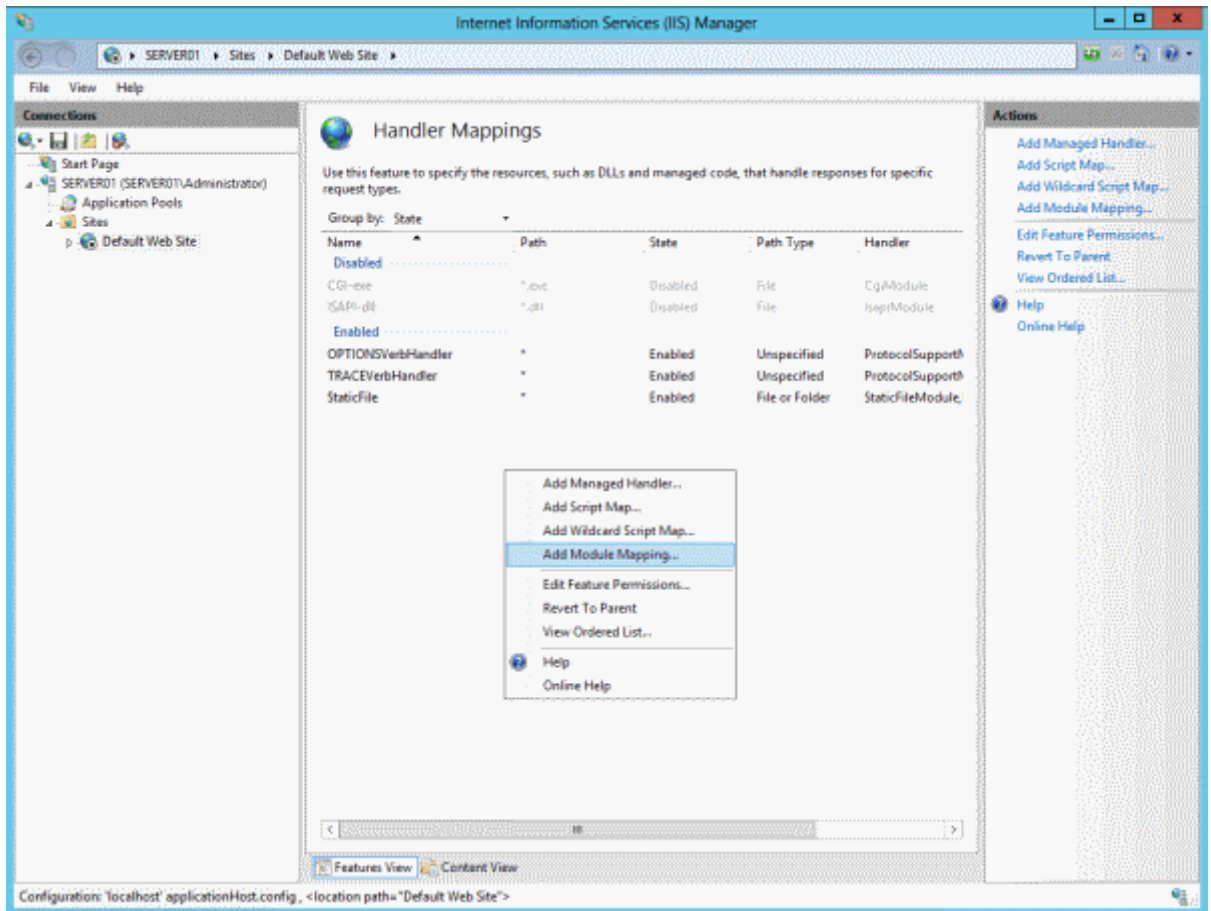 Internet Information Services (IIS) Manager
SERVER01 Sites Default Web Site
File View Help
Connections
Start Page
SERVER01 (SERVER01\Administrator)
Application Pools
Sites
Default Web Site
Handler Mappings
Use this feature to specify the resources, such as DLLs and managed code, that handle responses for specific
request types.
Group by: State
Name Path State Path Type Handler
Disabled
CGI-exe *.exe Disabled File CgiModule
ISAPI-dll *.dll Disabled File IsapiModule
Enabled
OPTIONSVerbHandler * Enabled Unspecified ProtocolSupportM
TRACEVerbHandler * Enabled Unspecified ProtocolSupportM
StaticFile * Enabled File or Folder StaticFileModule,
Add Managed Handler...
Add Script Map...
Add Wildcard Script Map...
Add Module Mapping...
Edit Feature Permissions...
Revert To Parent
View Ordered List...
Help
Online Help
Features View Content View
Actions
Add Managed Handler...
Add Script Map...
Add Wildcard Script Map...
Add Module Mapping...
Edit Feature Permissions...
Revert To Parent
View Ordered List...
Help
Online Help
Configuration: 'localhost' applicationHost.config , <location path="Default Web Site">